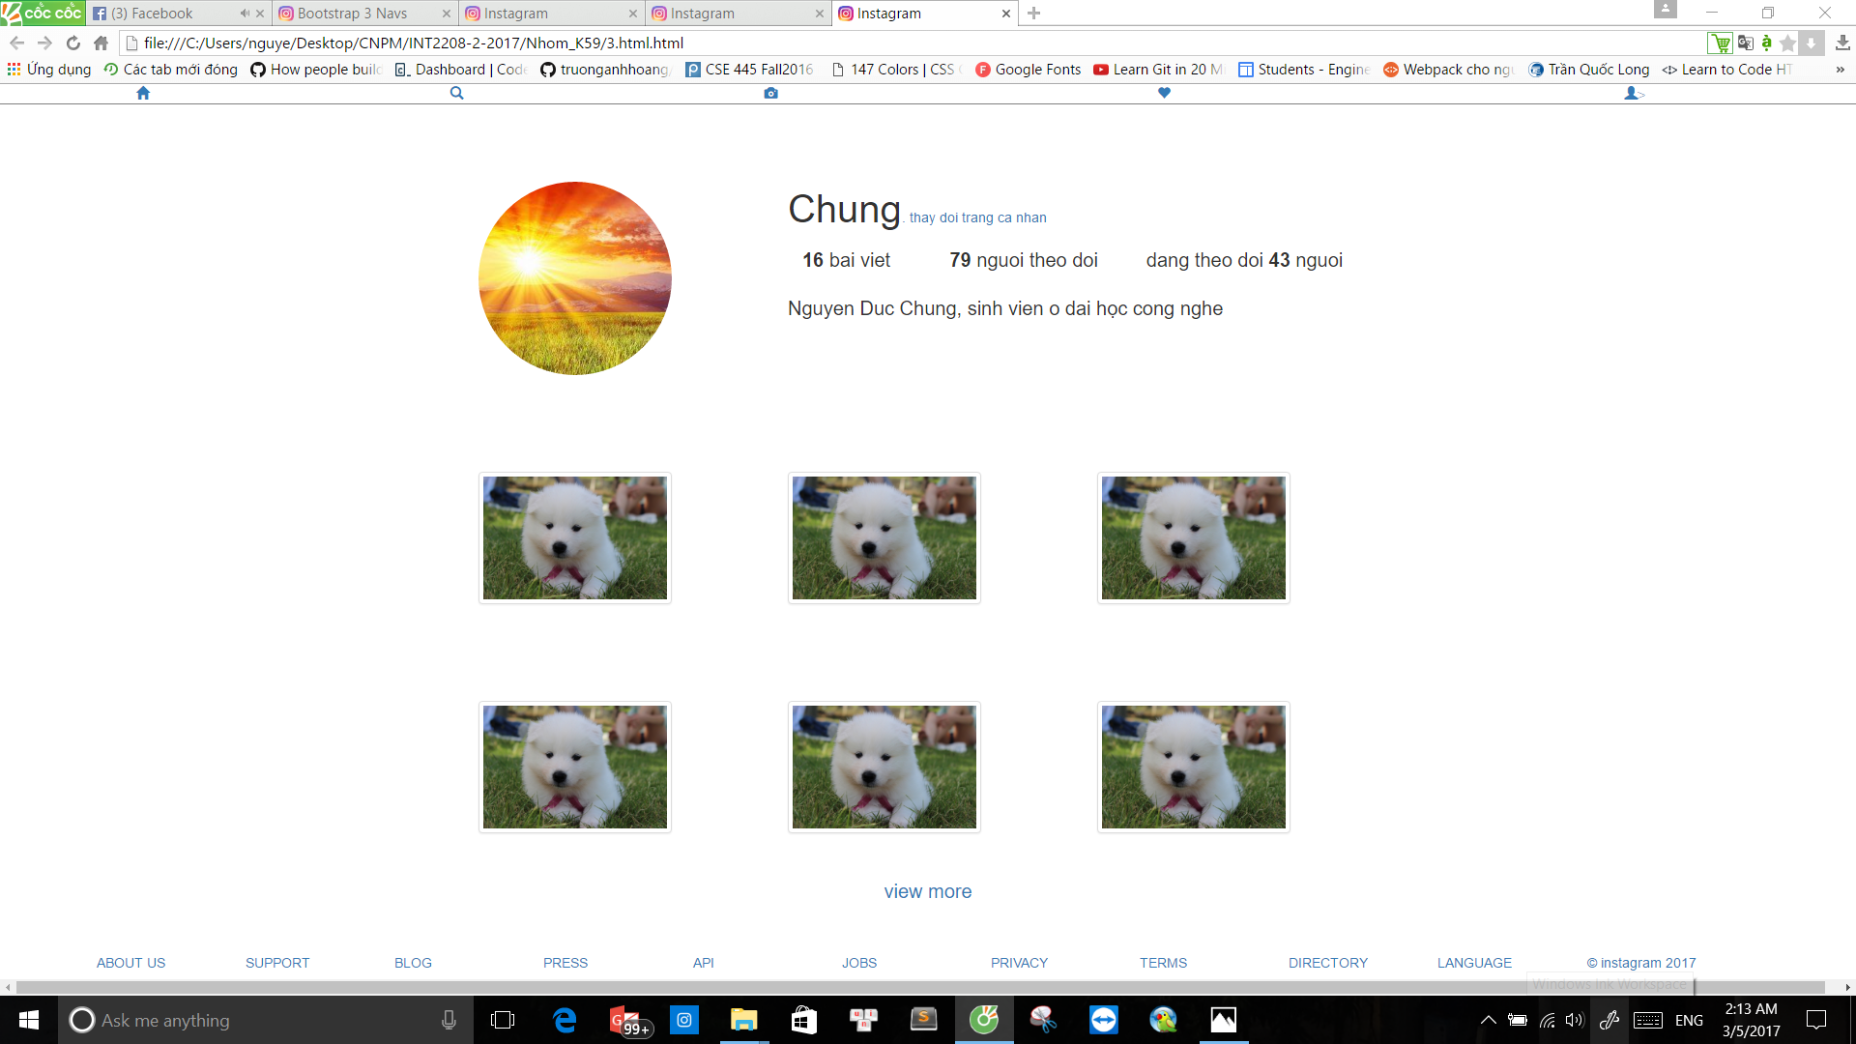 cốc cốc (3) Facebook Bootstrap 3 Navs Instagram Instagram Instagram
file:///C:/Users/nguye/Desktop/CNPM/INT2208-2-2017/Nhom_K59/3.html.html
Ứng dụng Các tab mới đóng How people build Dashboard | Code truonganhhoang/ CSE 445 Fall2016 147 Colors | CSS Google Fonts Learn Git in 20 M Students - Engine Webpack cho ngư Trần Quốc Long Learn to Code HT »
Chung. thay doi trang ca nhan
16 bai viet 79 nguoi theo doi dang theo doi 43 nguoi
Nguyen Duc Chung, sinh vien o dai học cong nghe
view more
ABOUT US SUPPORT BLOG PRESS API JOBS PRIVACY TERMS DIRECTORY LANGUAGE © instagram 2017
Windows Ink Workspace
Ask me anything 99+ ENG 2:13 AM
3/5/2017